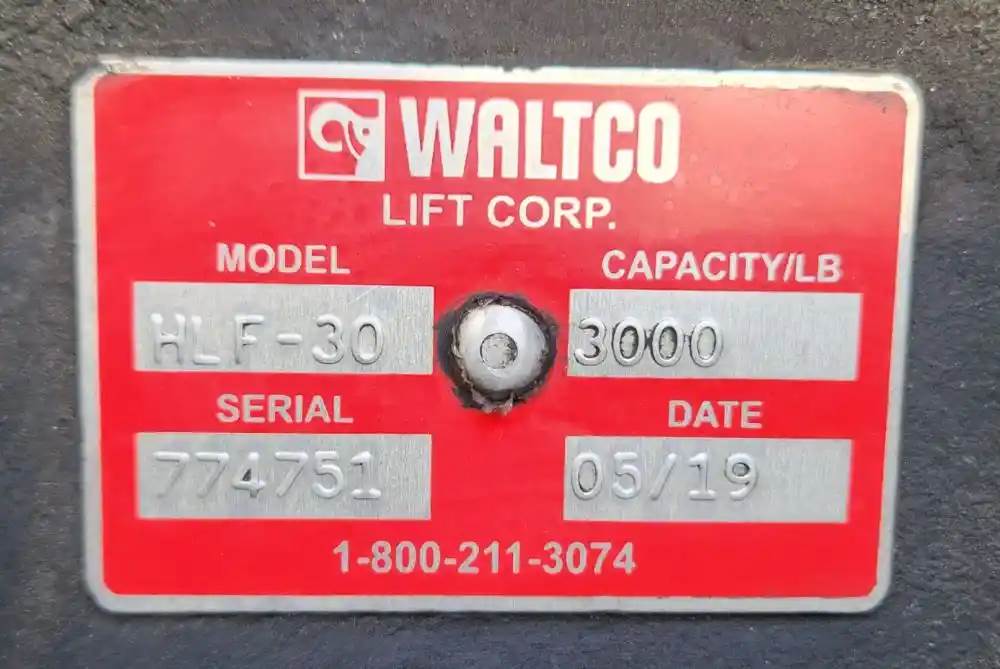 WALTCO
LIFT CORP.
MODEL CAPACITY/LB
HLF-30 3000
SERIAL DATE
774751 05/19
1-800-211-3074